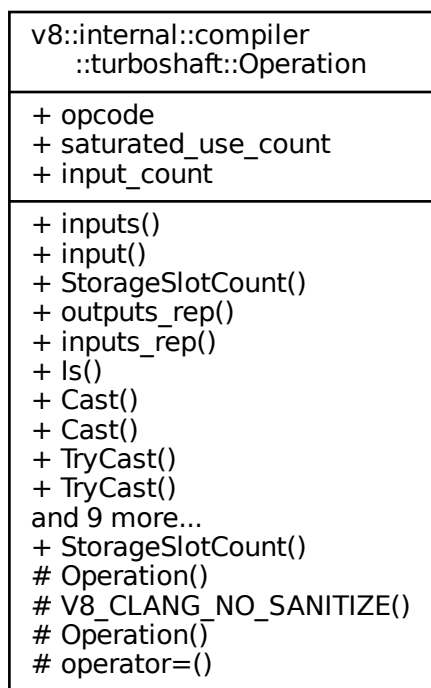 v8::internal::compiler
::turboshaft::Operation
+ opcode
+ saturated_use_count
+ input_count
+ inputs()
+ input()
+ StorageSlotCount()
+ outputs_rep()
+ inputs_rep()
+ Is()
+ Cast()
+ Cast()
+ TryCast()
+ TryCast()
and 9 more...
+ StorageSlotCount()
# Operation()
# V8_CLANG_NO_SANITIZE()
# Operation()
# operator=()